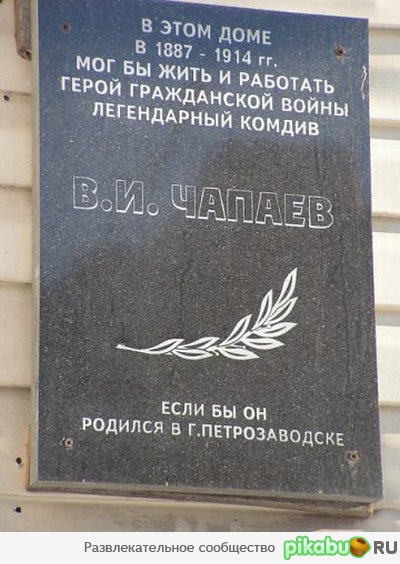 В ЭТОМ ДОМЕ
В 1887 - 1914 гг.
МОГ БЫ ЖИТЬ И РАБОТАТЬ
ГЕРОЙ ГРАЖДАНСКОЙ ВОЙНЫ
ЛЕГЕНДАРНЫЙ КОМДИВ
В.И. ЧАПАЕВ
ЕСЛИ БЫ ОН
РОДИЛСЯ В Г.ПЕТРОЗАВОДСКЕ
Развлекательное сообщество pikabu.RU